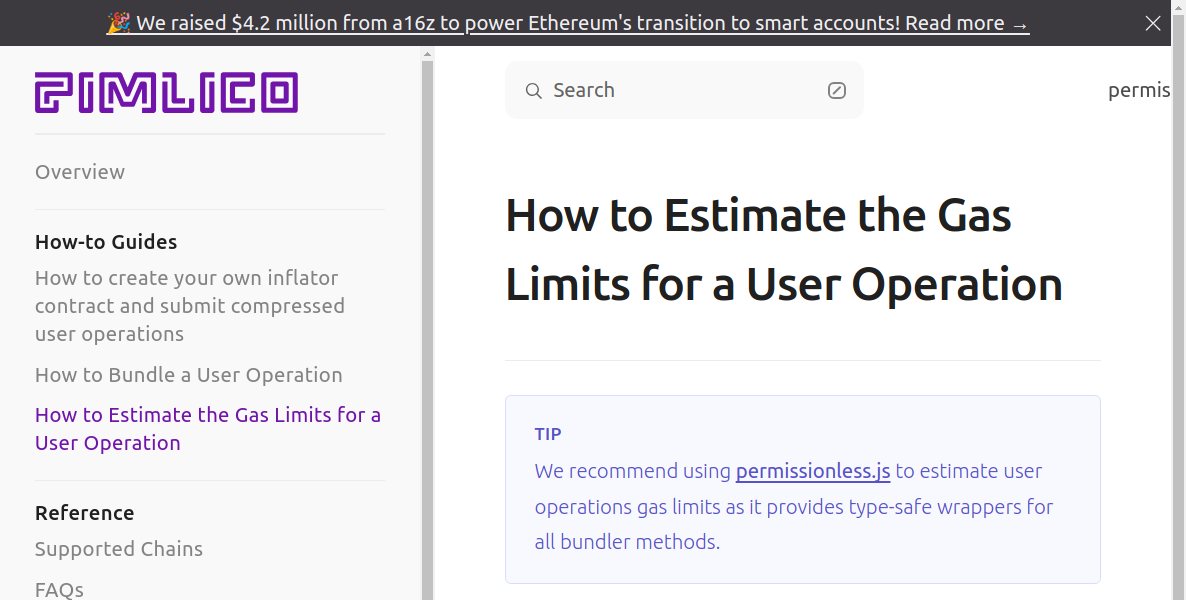 🎉 We raised $4.2 million from a16z to power Ethereum's transition to smart accounts! Read more →
PIMLICO
Overview
How-to Guides
How to create your own inflator
contract and submit compressed
user operations
How to Bundle a User Operation
How to Estimate the Gas Limits for a
User Operation
Reference
Supported Chains
FAQs
Search
permis
How to Estimate the Gas
Limits for a User Operation
TIP
We recommend using permissionless.js to estimate user
operations gas limits as it provides type-safe wrappers for
all bundler methods.